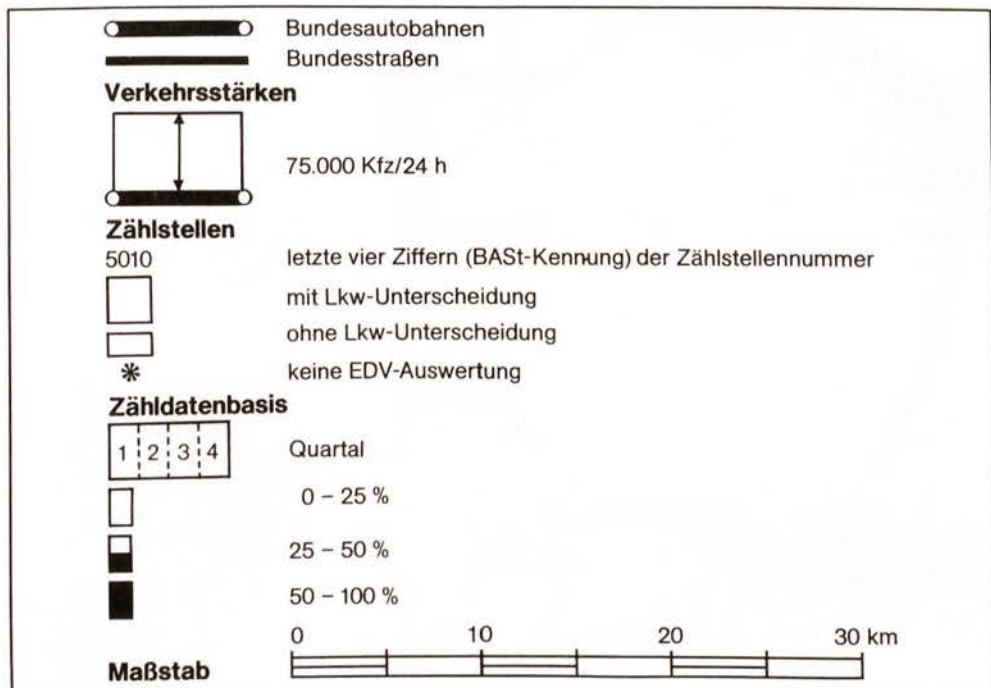 Bundesautobahnen
Bundesstraßen
Verkehrsstärken
75.000 Kfz/24 h
Zählstellen
5010 letzte vier Ziffern (BASt-Kennung) der Zählstellennummer
mit Lkw-Unterscheidung
ohne Lkw-Unterscheidung
keine EDV-Auswertung
Zähldatenbasis
1 2 3 4 Quartal
0 – 25 %
25 – 50 %
50 – 100 %
0 10 20 30 km
Maßstab